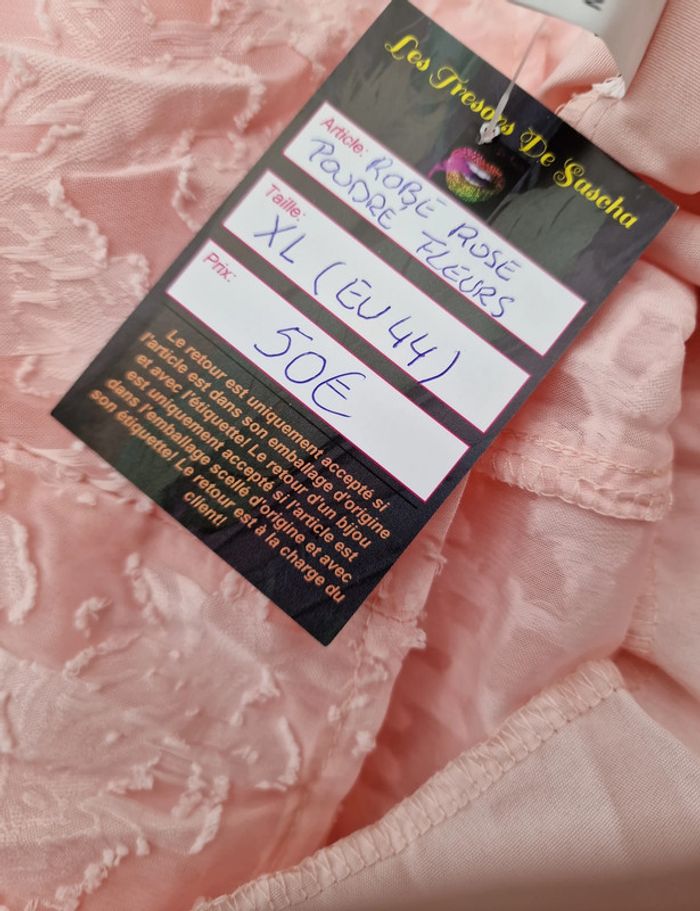 Les Tresors De Sascha
Article: ROBE ROSE
POUDRE FLEURS
Taille:
XL (EU 44)
Prix:
50€
Le retour est uniquement accepté si
l'article est dans son emballage d'origine
et avec l'étiquette! Le retour d'un bijou
est uniquement accepté si l'article est
dans l'emballage scellé d'origine et avec
son étiquette! Le retour est à la charge du
client!